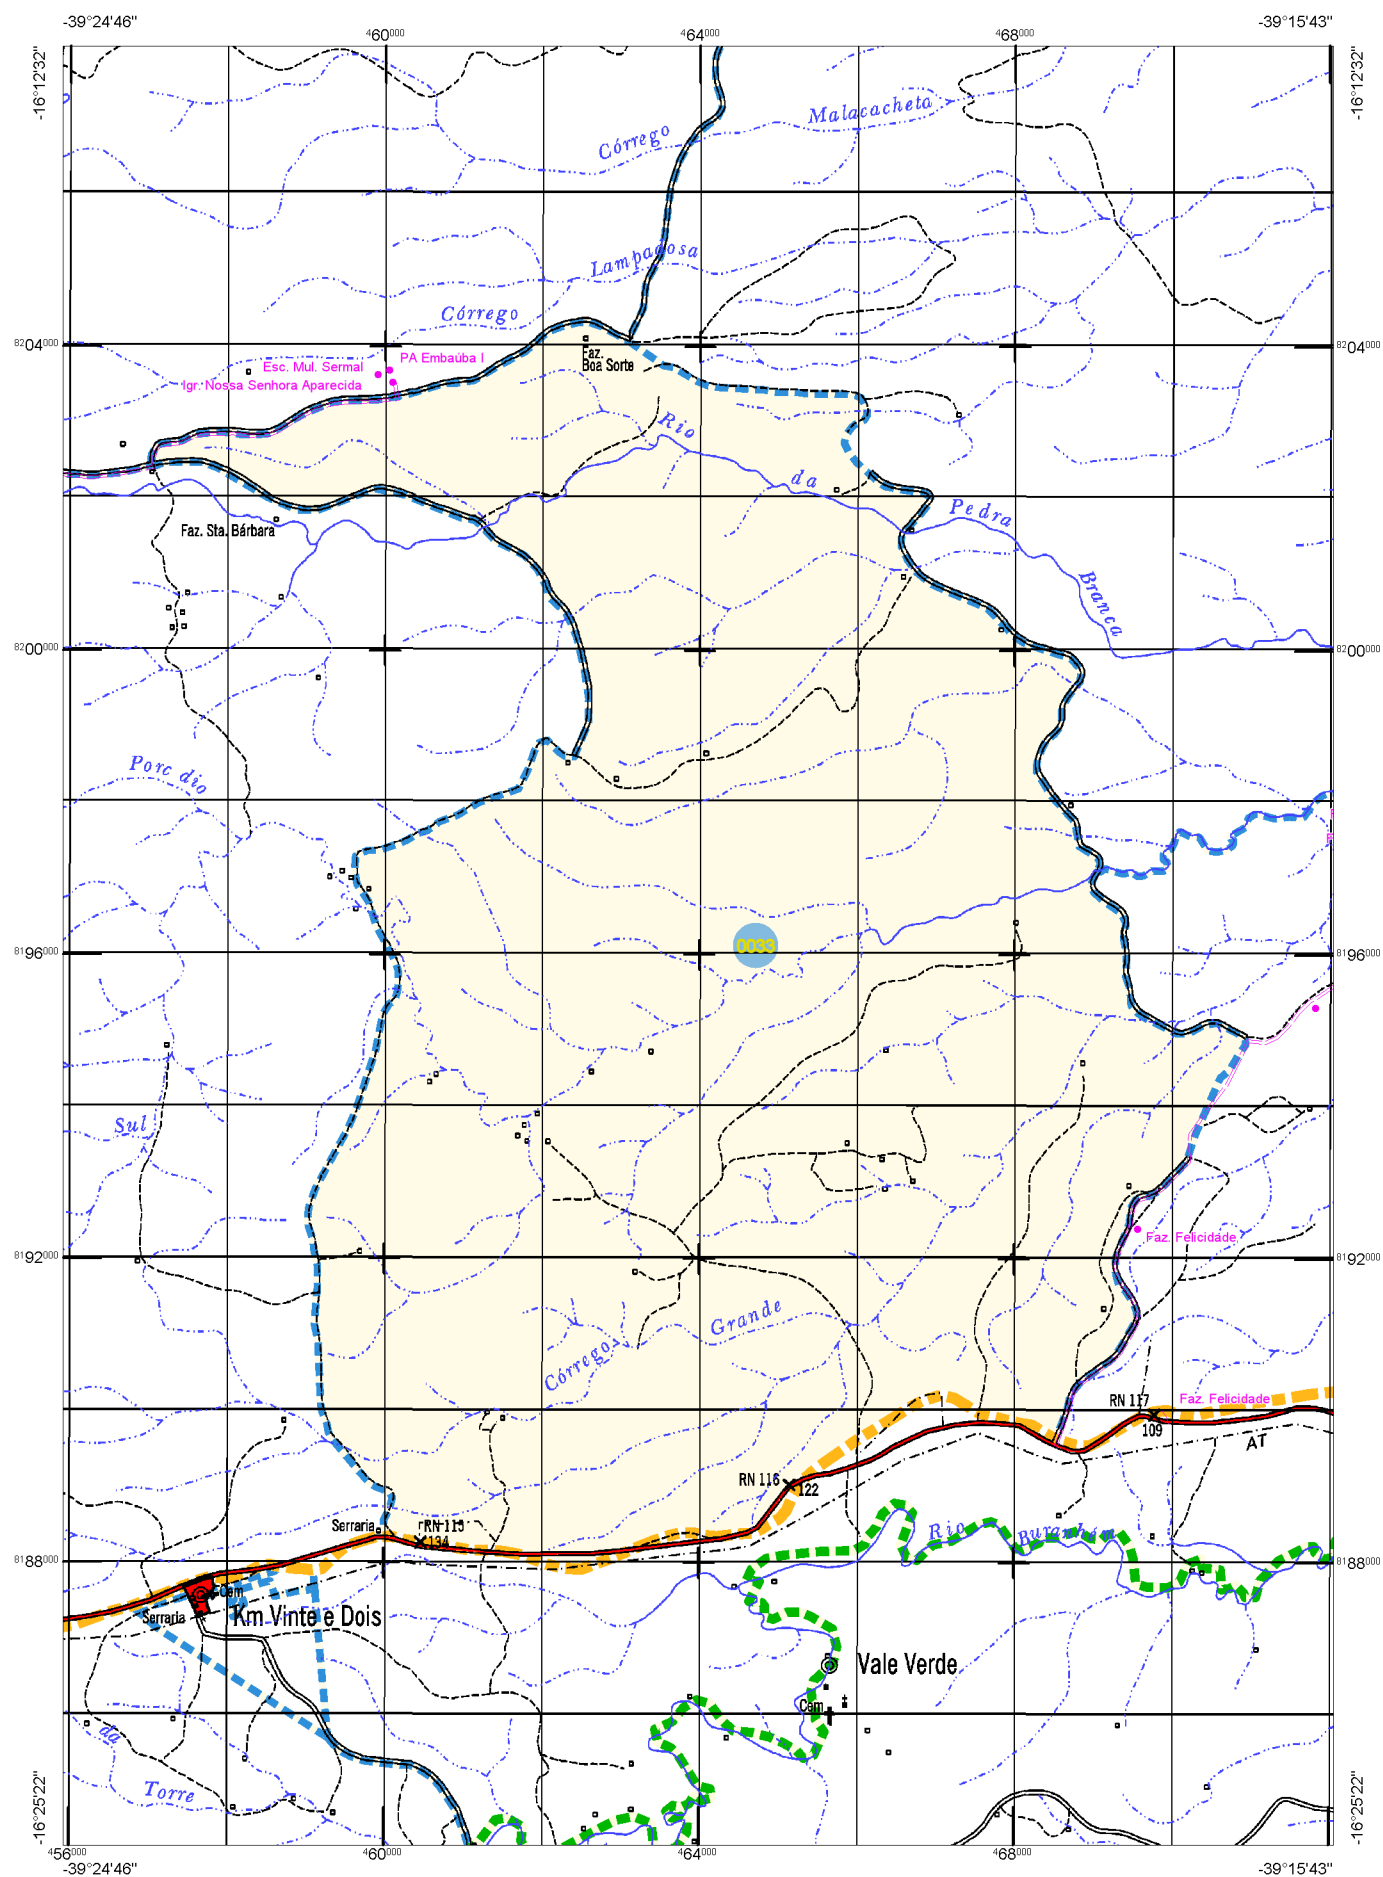 -39°24'46"
-39°15'43"
460000
464000
468000
-16°12'32"
-16°12'32"
Córrego Malacacheta
Córrego Lampadosa
8204000
8204000
PA Embaúba I
Esc. Mul. Sermal
Igr. Nossa Senhora Aparecida
Faz.
Boa Sorte
Rio da Pedra Branca
Faz. Sta. Bárbara
8200000
8200000
Porc dio
8196000
0033
8196000
Sul
Faz. Felicidade
8192000
8192000
Córrego Grande
RN 117
109
Faz. Felicidade
AT
RN 116
122
Serraria
RN 115
134
Rio Buranhém
8188000
8188000
Cem
Serraria
Km Vinte e Dois
Vale Verde
Cem
da
Torre
-16°25'22"
-16°25'22"
456000
460000
464000
468000
-39°24'46"
-39°15'43"